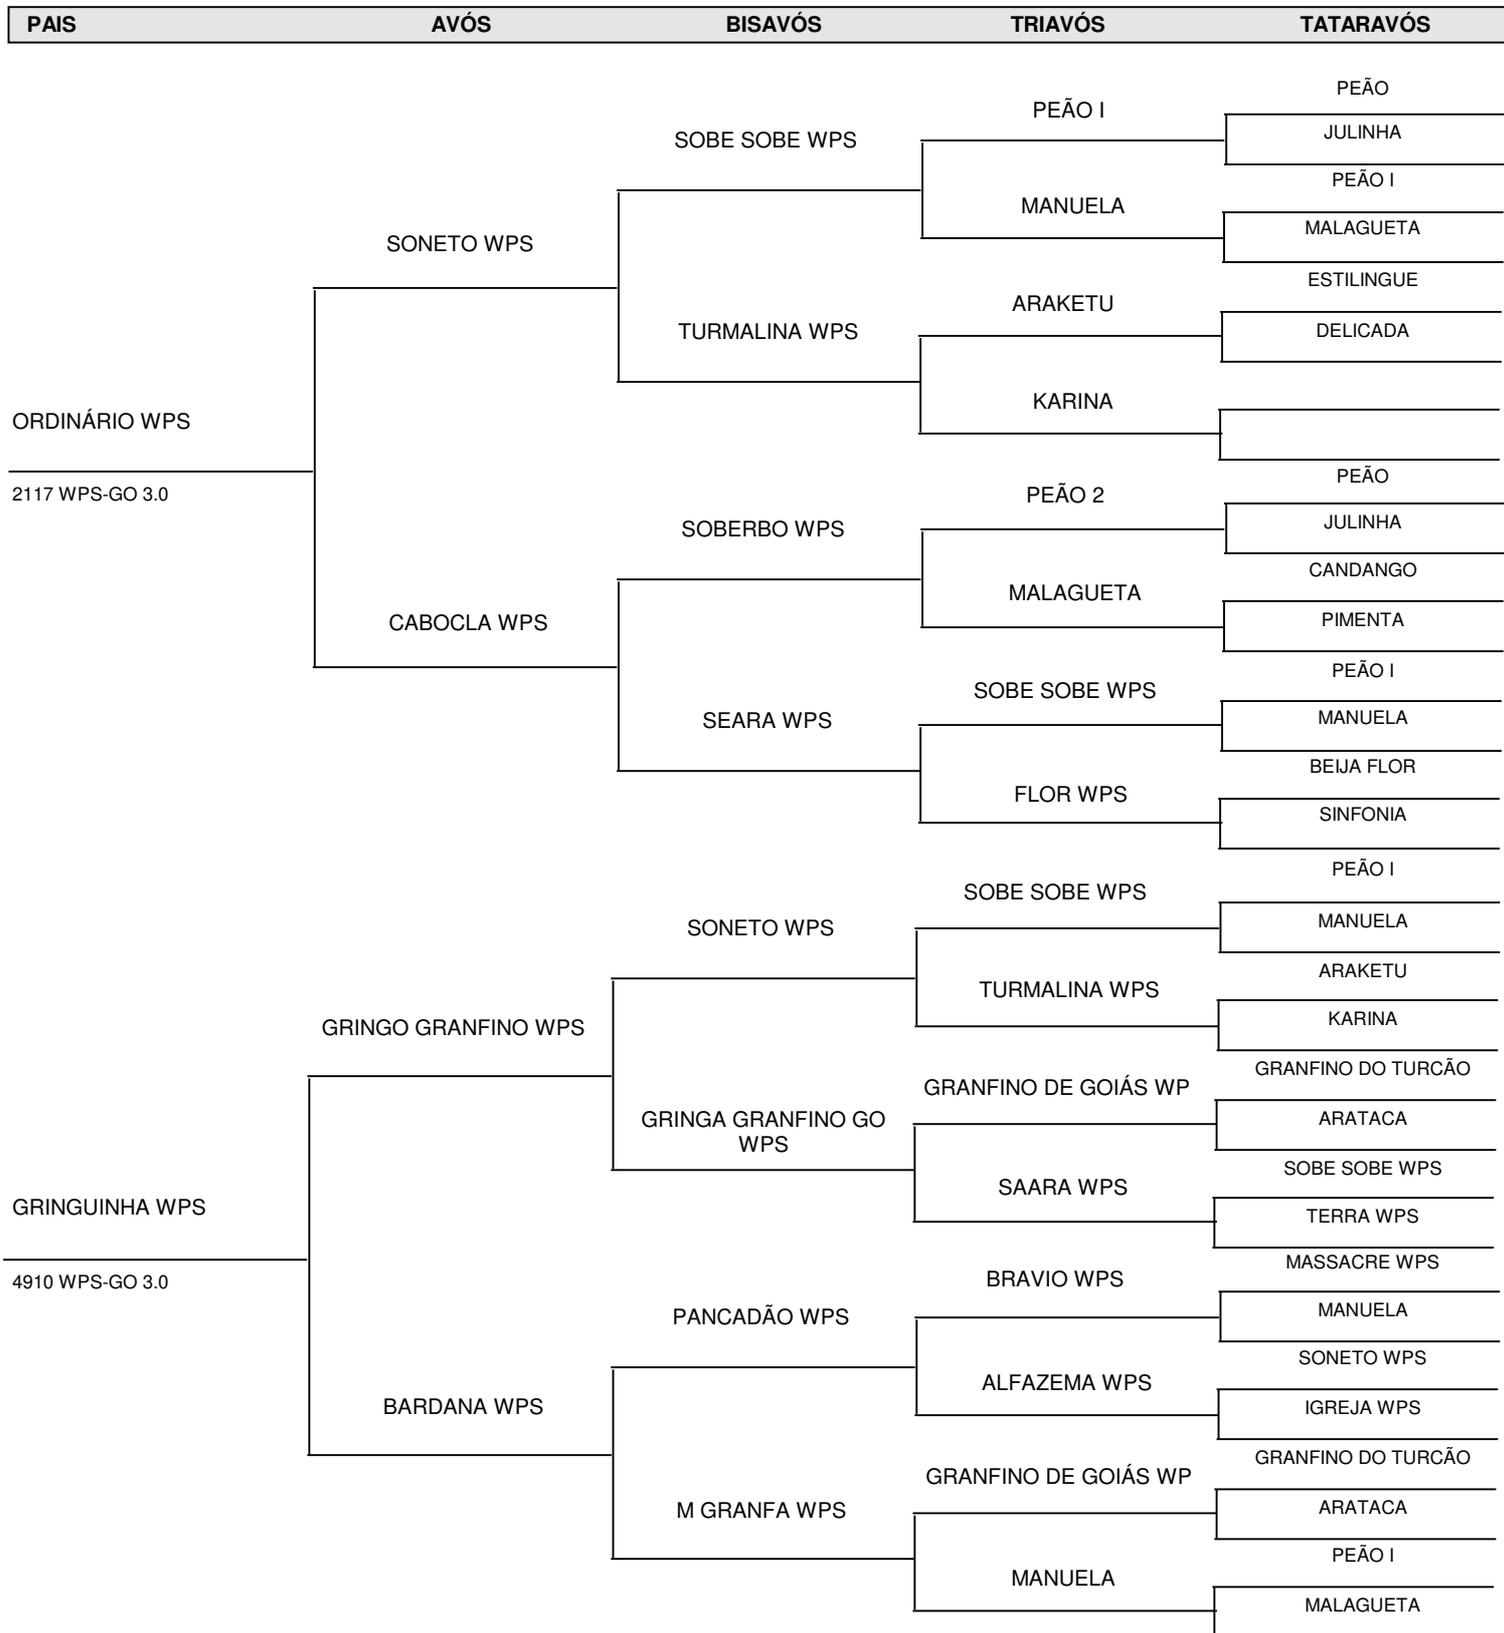 PAIS AVÓS BISAVÓS TRIAVÓS TATARAVÓS
PEÃO
PEÃO I
JULINHA
SOBE SOBE WPS
PEÃO I
MANUELA
MALAGUETA
SONETO WPS
ESTILINGUE
ARAKETU
DELICADA
TURMALINA WPS
KARINA
ORDINÁRIO WPS
PEÃO
2117 WPS-GO 3.0
PEÃO 2
JULINHA
SOBERBO WPS
CANDANGO
MALAGUETA
PIMENTA
CABOCLA WPS
PEÃO I
SOBE SOBE WPS
MANUELA
SEARA WPS
BEIJA FLOR
FLOR WPS
SINFONIA
PEÃO I
SOBE SOBE WPS
MANUELA
SONETO WPS
ARAKETU
TURMALINA WPS
KARINA
GRINGO GRANFINO WPS
GRANFINO DO TURCÃO
GRANFINO DE GOIÁS WP
ARATACA
GRINGA GRANFINO GO
WPS
SOBE SOBE WPS
SAARA WPS
TERRA WPS
GRINGUINHA WPS
MASSACRE WPS
4910 WPS-GO 3.0
BRAVIO WPS
MANUELA
PANCADÃO WPS
SONETO WPS
ALFAZEMA WPS
IGREJA WPS
BARDANA WPS
GRANFINO DO TURCÃO
GRANFINO DE GOIÁS WP
ARATACA
M GRANFA WPS
PEÃO I
MANUELA
MALAGUETA